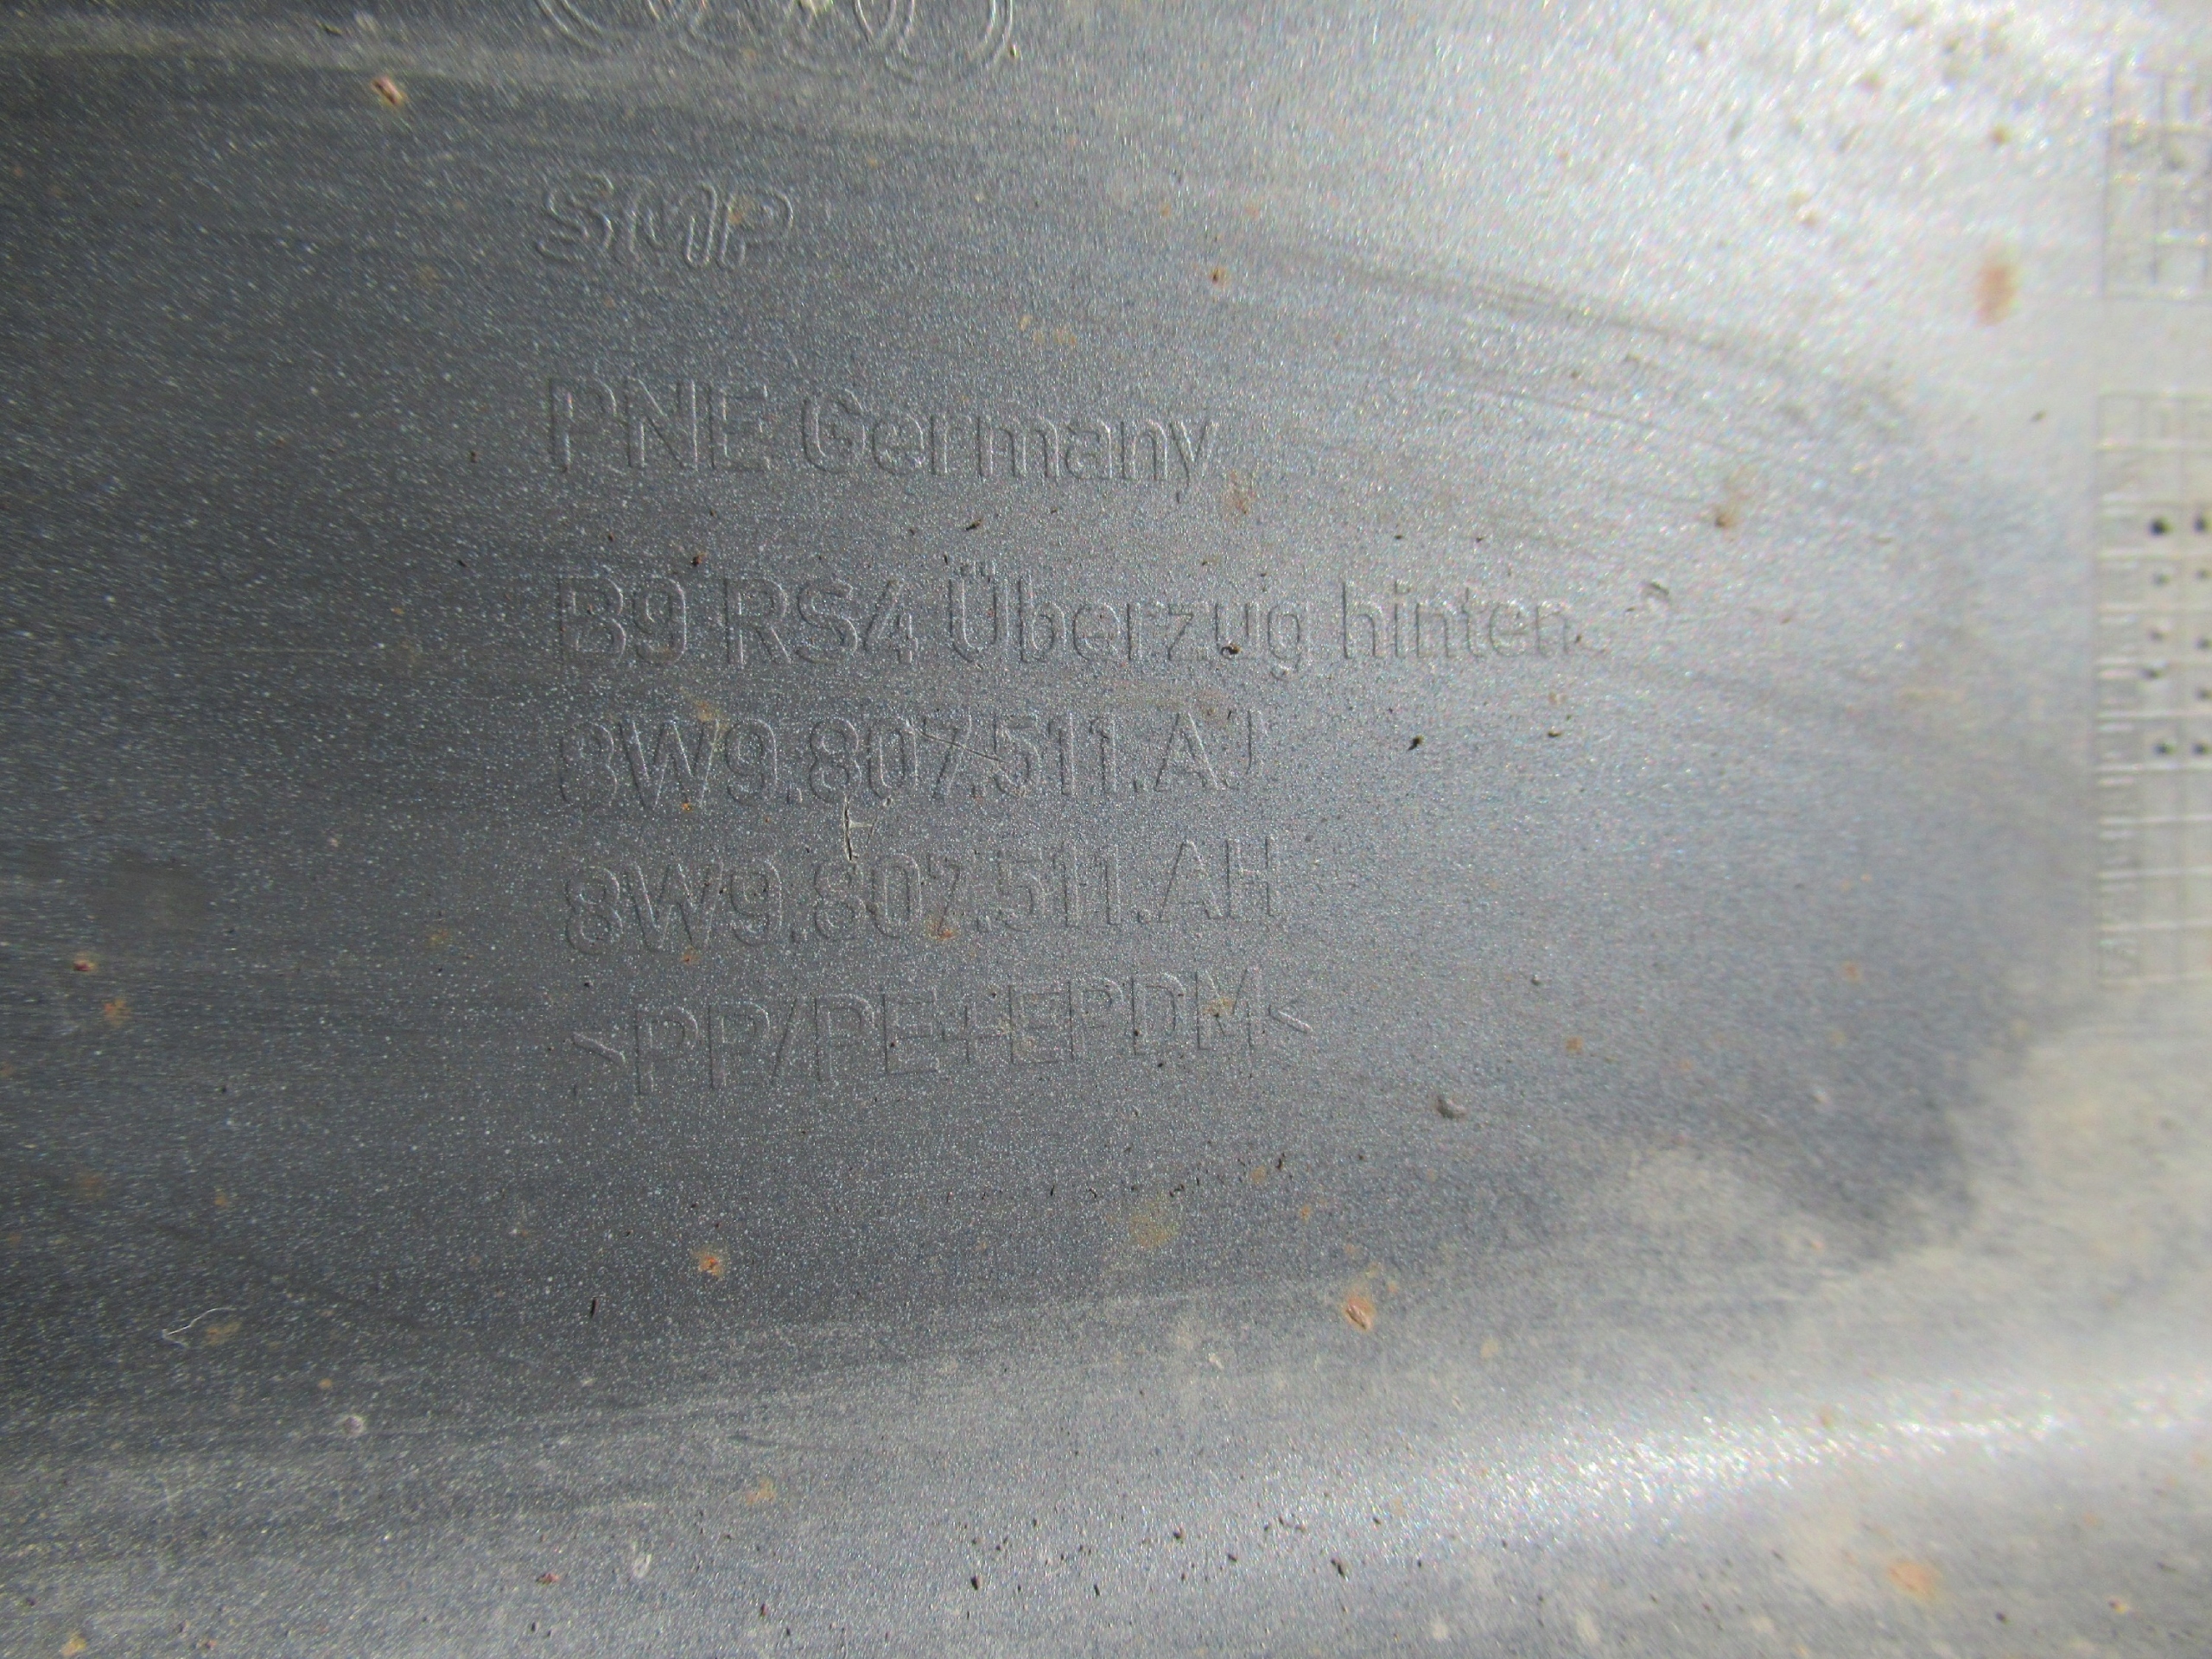 SMP
PNE Germany
B9 RS4 Überzug hinten
8W9.807.511.AJ
8W9.807.511.AH
>PP/PE+EPDM<